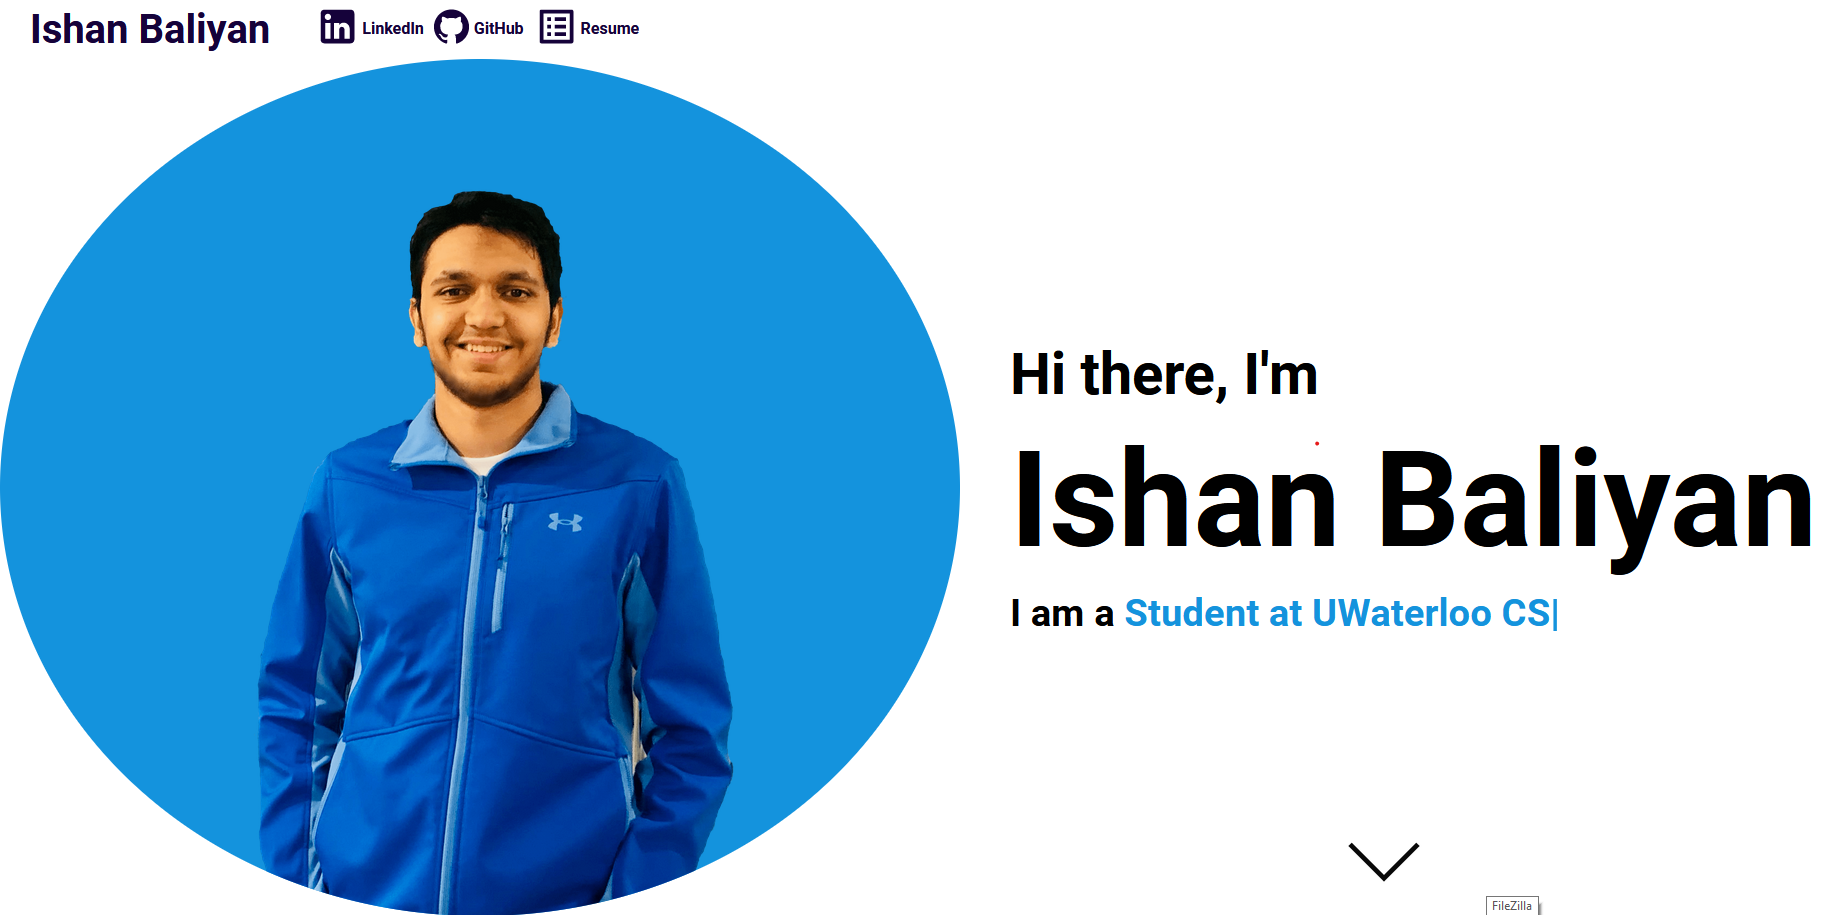 Ishan Baliyan
LinkedIn GitHub Resume
Hi there, I'm
Ishan Baliyan
I am a Student at UWaterloo CS|
FileZilla